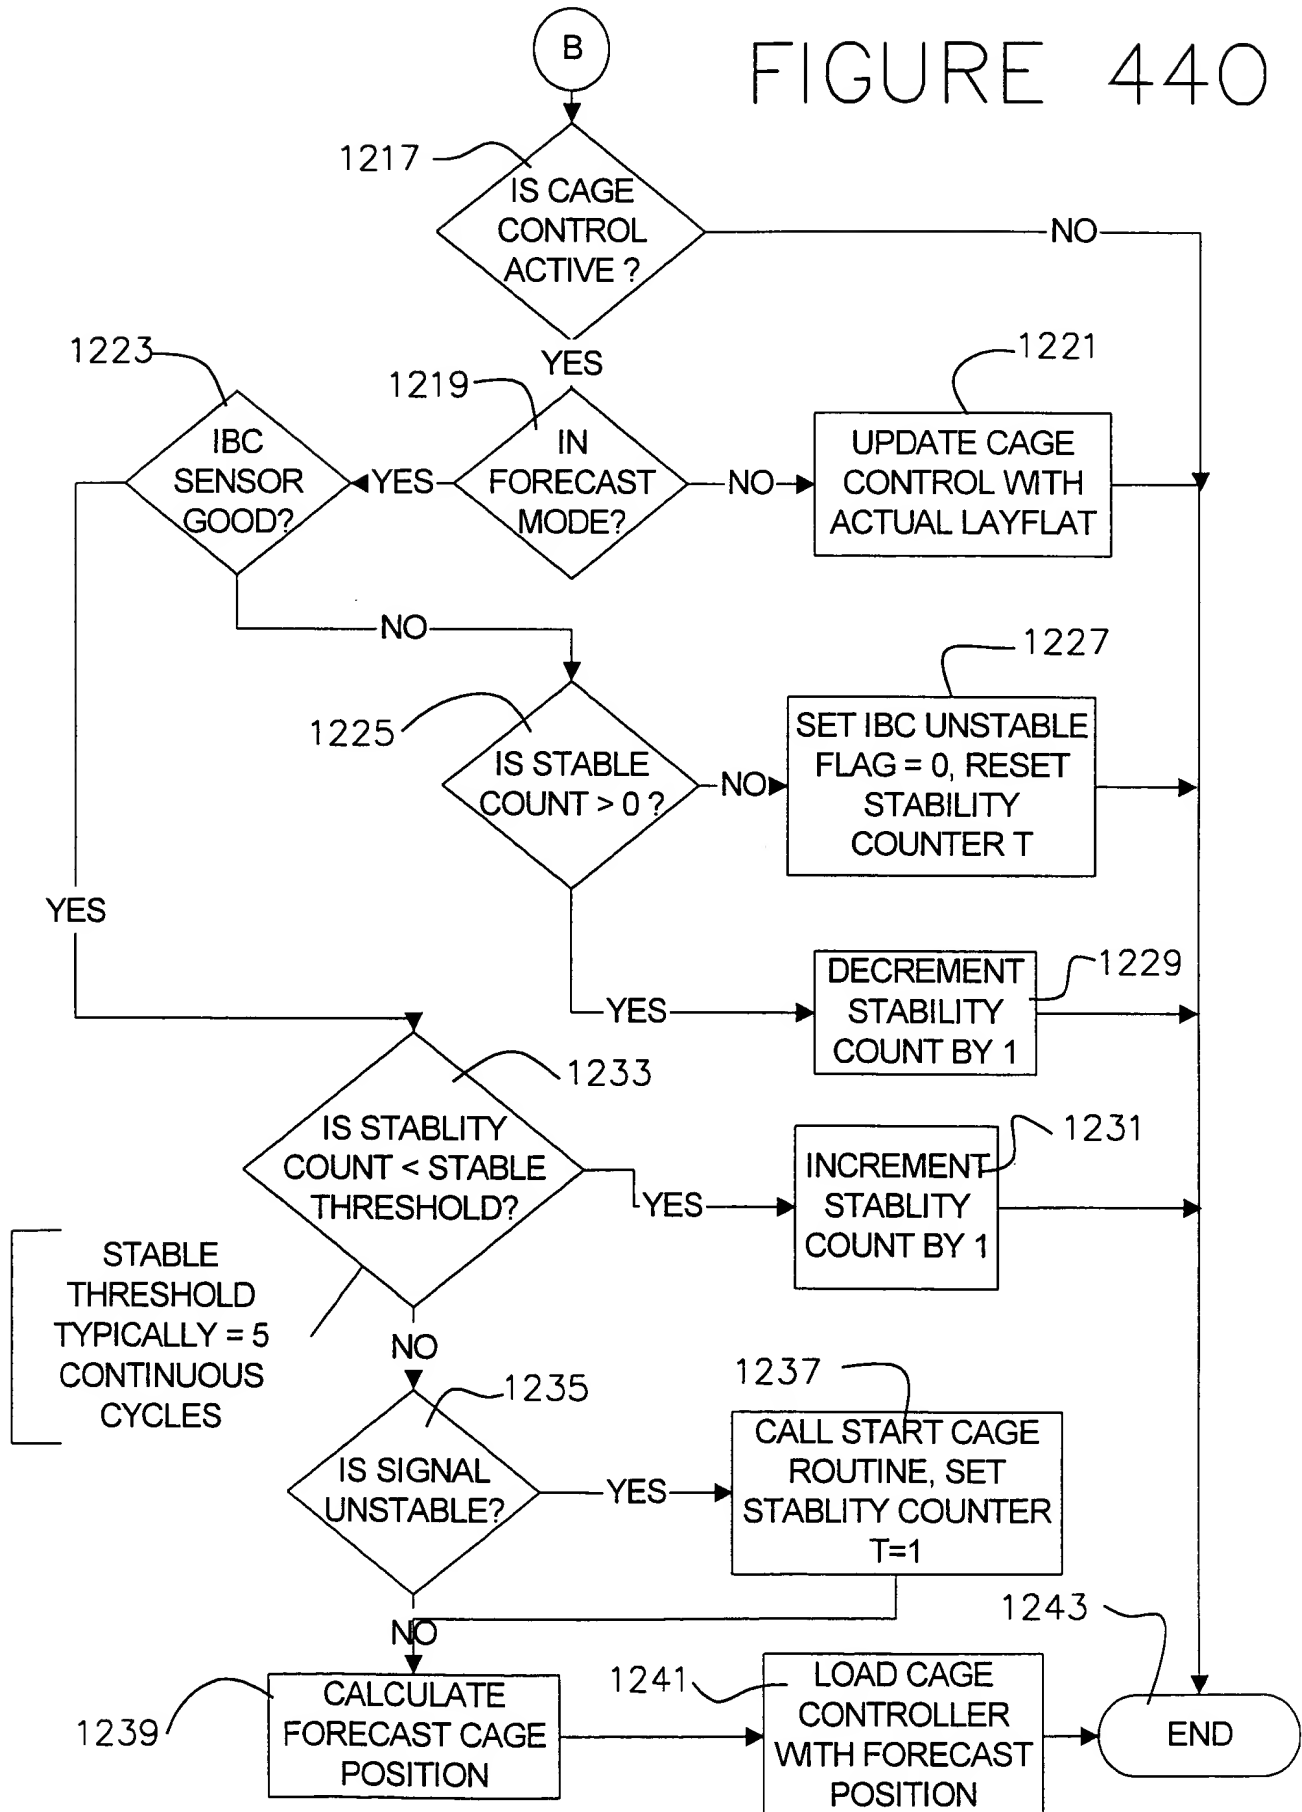 B
FIGURE 440
1217
IS CAGE
CONTROL
ACTIVE ?
NO
YES
1223
1219
1221
IBC
SENSOR
GOOD?
YES
IN
FORECAST
MODE?
NO
UPDATE CAGE
CONTROL WITH
ACTUAL LAYFLAT
NO
1225
IS STABLE
COUNT > 0 ?
NO
1227
SET IBC UNSTABLE
FLAG = 0, RESET
STABILITY
COUNTER T
YES
YES
DECREMENT
STABILITY
COUNT BY 1
1229
1233
IS STABLITY
COUNT < STABLE
THRESHOLD?
YES
INCREMENT
STABLITY
COUNT BY 1
1231
STABLE
THRESHOLD
TYPICALLY = 5
CONTINUOUS
CYCLES
NO
1235
IS SIGNAL
UNSTABLE?
YES
1237
CALL START CAGE
ROUTINE, SET
STABLITY COUNTER
T=1
NO
1239
CALCULATE
FORECAST CAGE
POSITION
1241
LOAD CAGE
CONTROLLER
WITH FORECAST
POSITION
1243
END